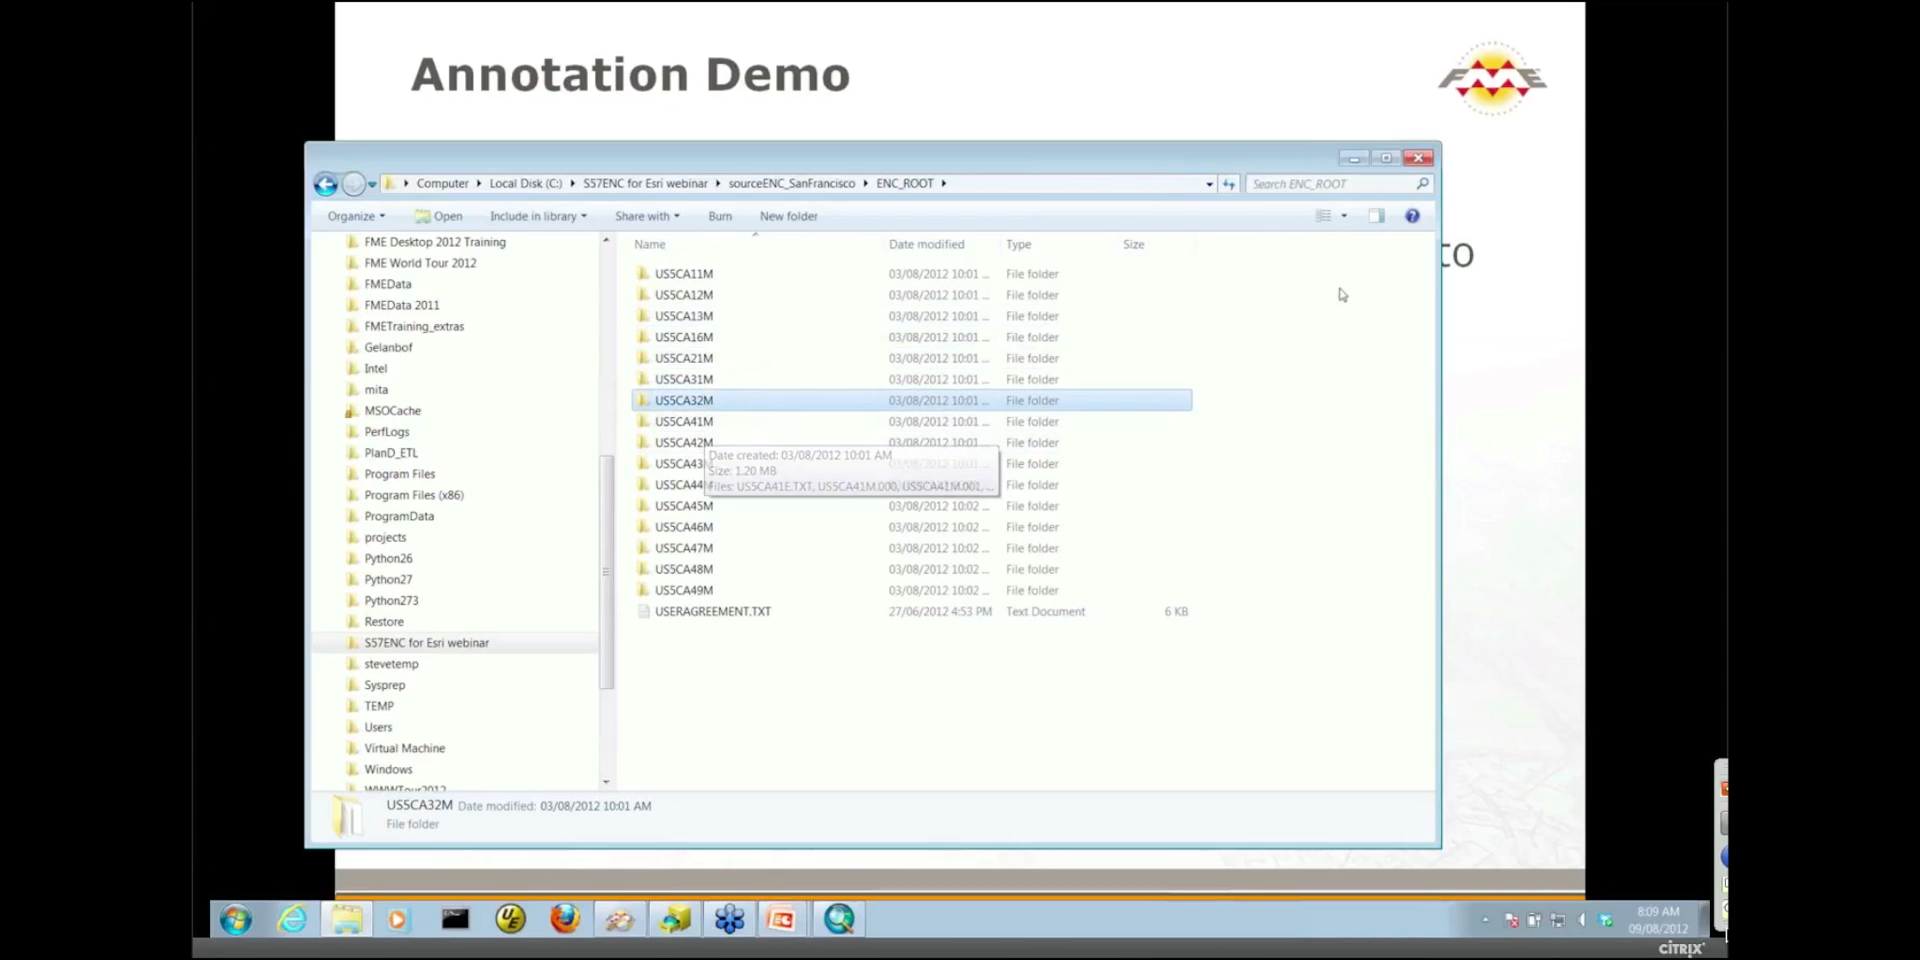 Annotation Demo
FME
to
Computer Local Disk (C:) S57ENC for Esri webinar sourceENC_SanFrancisco ENC_ROOT
Search ENC_ROOT
Organize Open Include in library Share with Burn New folder
Name Date modified Type Size
FME Desktop 2012 Training
FME World Tour 2012
FMEData
FMEData 2011
FMETraining_extras
Gelanbof
Intel
mita
MSOCache
PerfLogs
PlanD_ETL
Program Files
Program Files (x86)
ProgramData
projects
Python26
Python27
Python273
Restore
S57ENC for Esri webinar
stevetemp
Sysprep
TEMP
Users
Virtual Machine
Windows
WWWTour2012
US5CA11M 03/08/2012 10:01 ... File folder
US5CA12M 03/08/2012 10:01 ... File folder
US5CA13M 03/08/2012 10:01 ... File folder
US5CA16M 03/08/2012 10:01 ... File folder
US5CA21M 03/08/2012 10:01 ... File folder
US5CA31M 03/08/2012 10:01 ... File folder
US5CA32M 03/08/2012 10:01 ... File folder
US5CA41M 03/08/2012 10:01 ... File folder
US5CA42M 03/08/2012 10:01 ... File folder
US5CA43 File folder
US5CA44 File folder
US5CA45M 03/08/2012 10:02 ... File folder
US5CA46M 03/08/2012 10:02 ... File folder
US5CA47M 03/08/2012 10:02 ... File folder
US5CA48M 03/08/2012 10:02 ... File folder
US5CA49M 03/08/2012 10:02 ... File folder
USERAGREEMENT.TXT 27/06/2012 4:53 PM Text Document 6 KB
Date created: 03/08/2012 10:01 AM
Size: 1.20 MB
Files: US5CA41E.TXT, US5CA41M.000, US5CA41M.001, ...
US5CA32M Date modified: 03/08/2012 10:01 AM
File folder
8:09 AM
09/08/2012
CITRIX